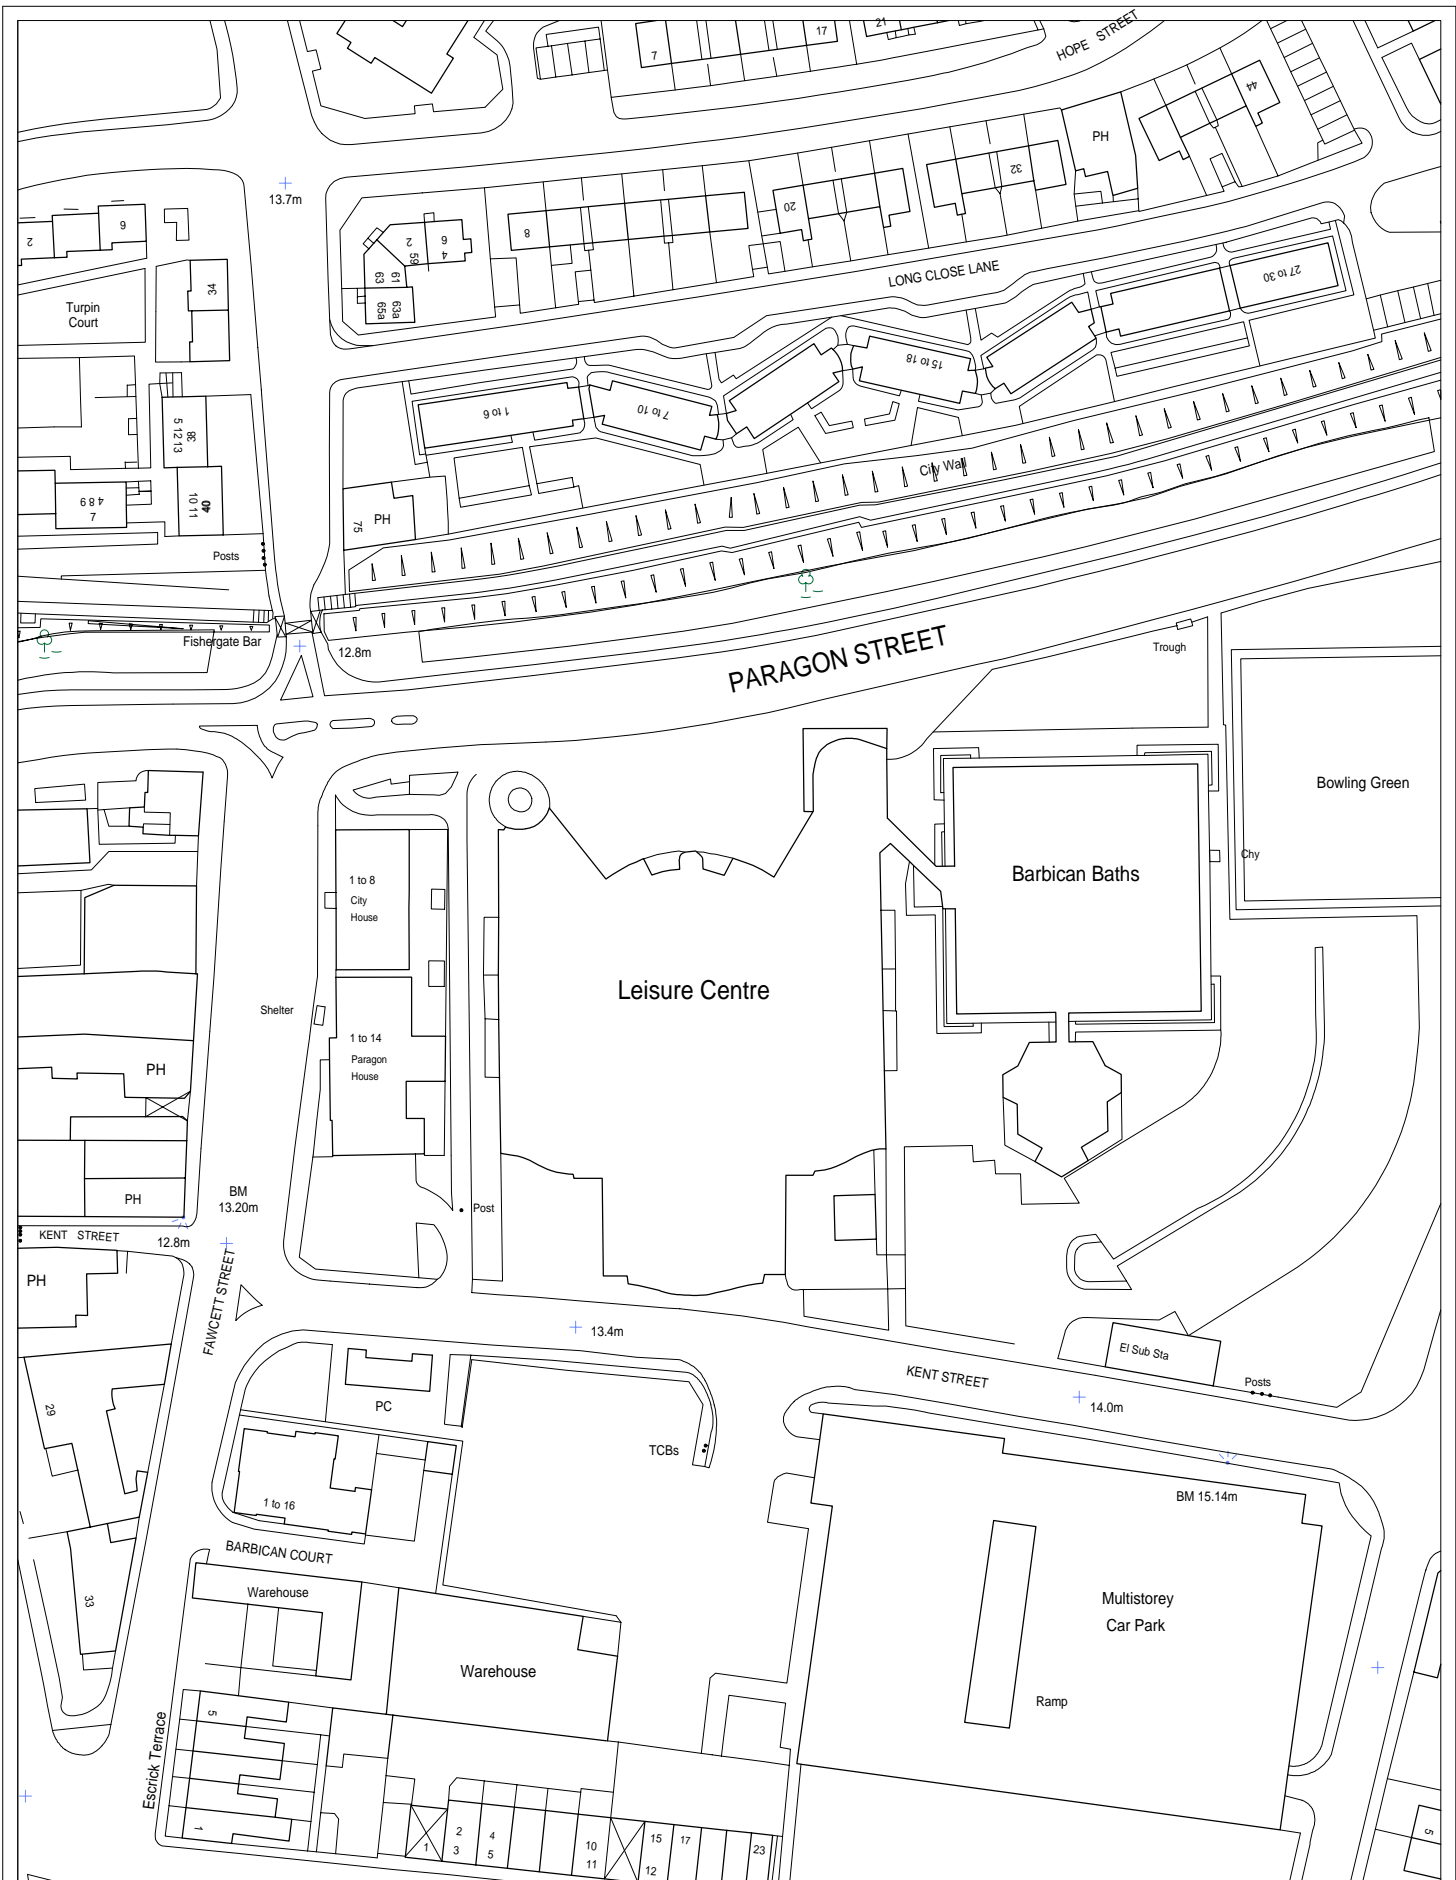 7
17
21
HOPE STREET
44
PH
32
20
8
13.7m
6
2
2
59
6
4
61
63
63a
65a
34
Turpin
Court
LONG CLOSE LANE
27 to 30
15 to 18
7 to 10
1 to 6
38
5 12 13
40
10 11
4 8 9
7
Posts
75
PH
City Wall
Fishergate Bar
12.8m
PARAGON STREET
Trough
Bowling Green
Chy
Barbican Baths
Leisure Centre
1 to 8
City
House
Shelter
1 to 14
Paragon
House
PH
PH
BM
13.20m
Post
KENT STREET
12.8m
PH
FAWCETT STREET
13.4m
El Sub Sta
KENT STREET
Posts
14.0m
PC
TCBs
29
1 to 16
BM 15.14m
BARBICAN COURT
Warehouse
33
Warehouse
Multistorey
Car Park
Ramp
5
Escrick Terrace
1
1
2
3
4
5
10
11
15
12
17
23
5